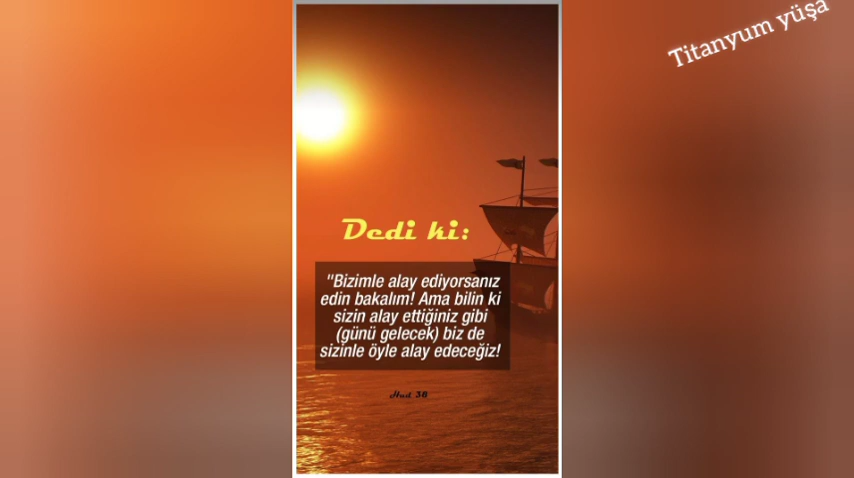 Titanyum yüşa
Dedi ki:
"Bizimle alay ediyorsanız
edin bakalım! Ama bilin ki
sizin alay ettiğiniz gibi
(günü gelecek) biz de
sizinle öyle alay edeceğiz!
Hud 38